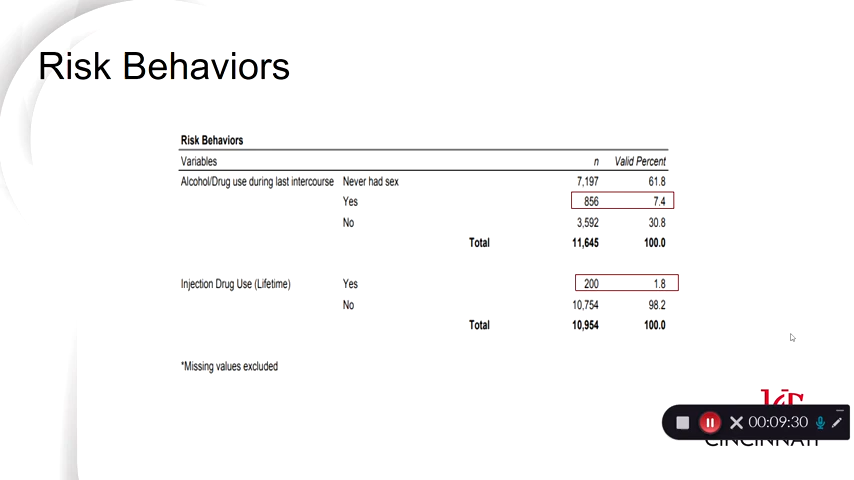 Risk Behaviors
Risk Behaviors
Variables n Valid Percent
Alcohol/Drug use during last intercourse Never had sex 7,197 61.8
Yes 856 7.4
No 3,592 30.8
Total 11,645 100.0
Injection Drug Use (Lifetime) Yes 200 1.8
No 10,754 98.2
Total 10,954 100.0
*Missing values excluded
00:09:30
CINCINNATI